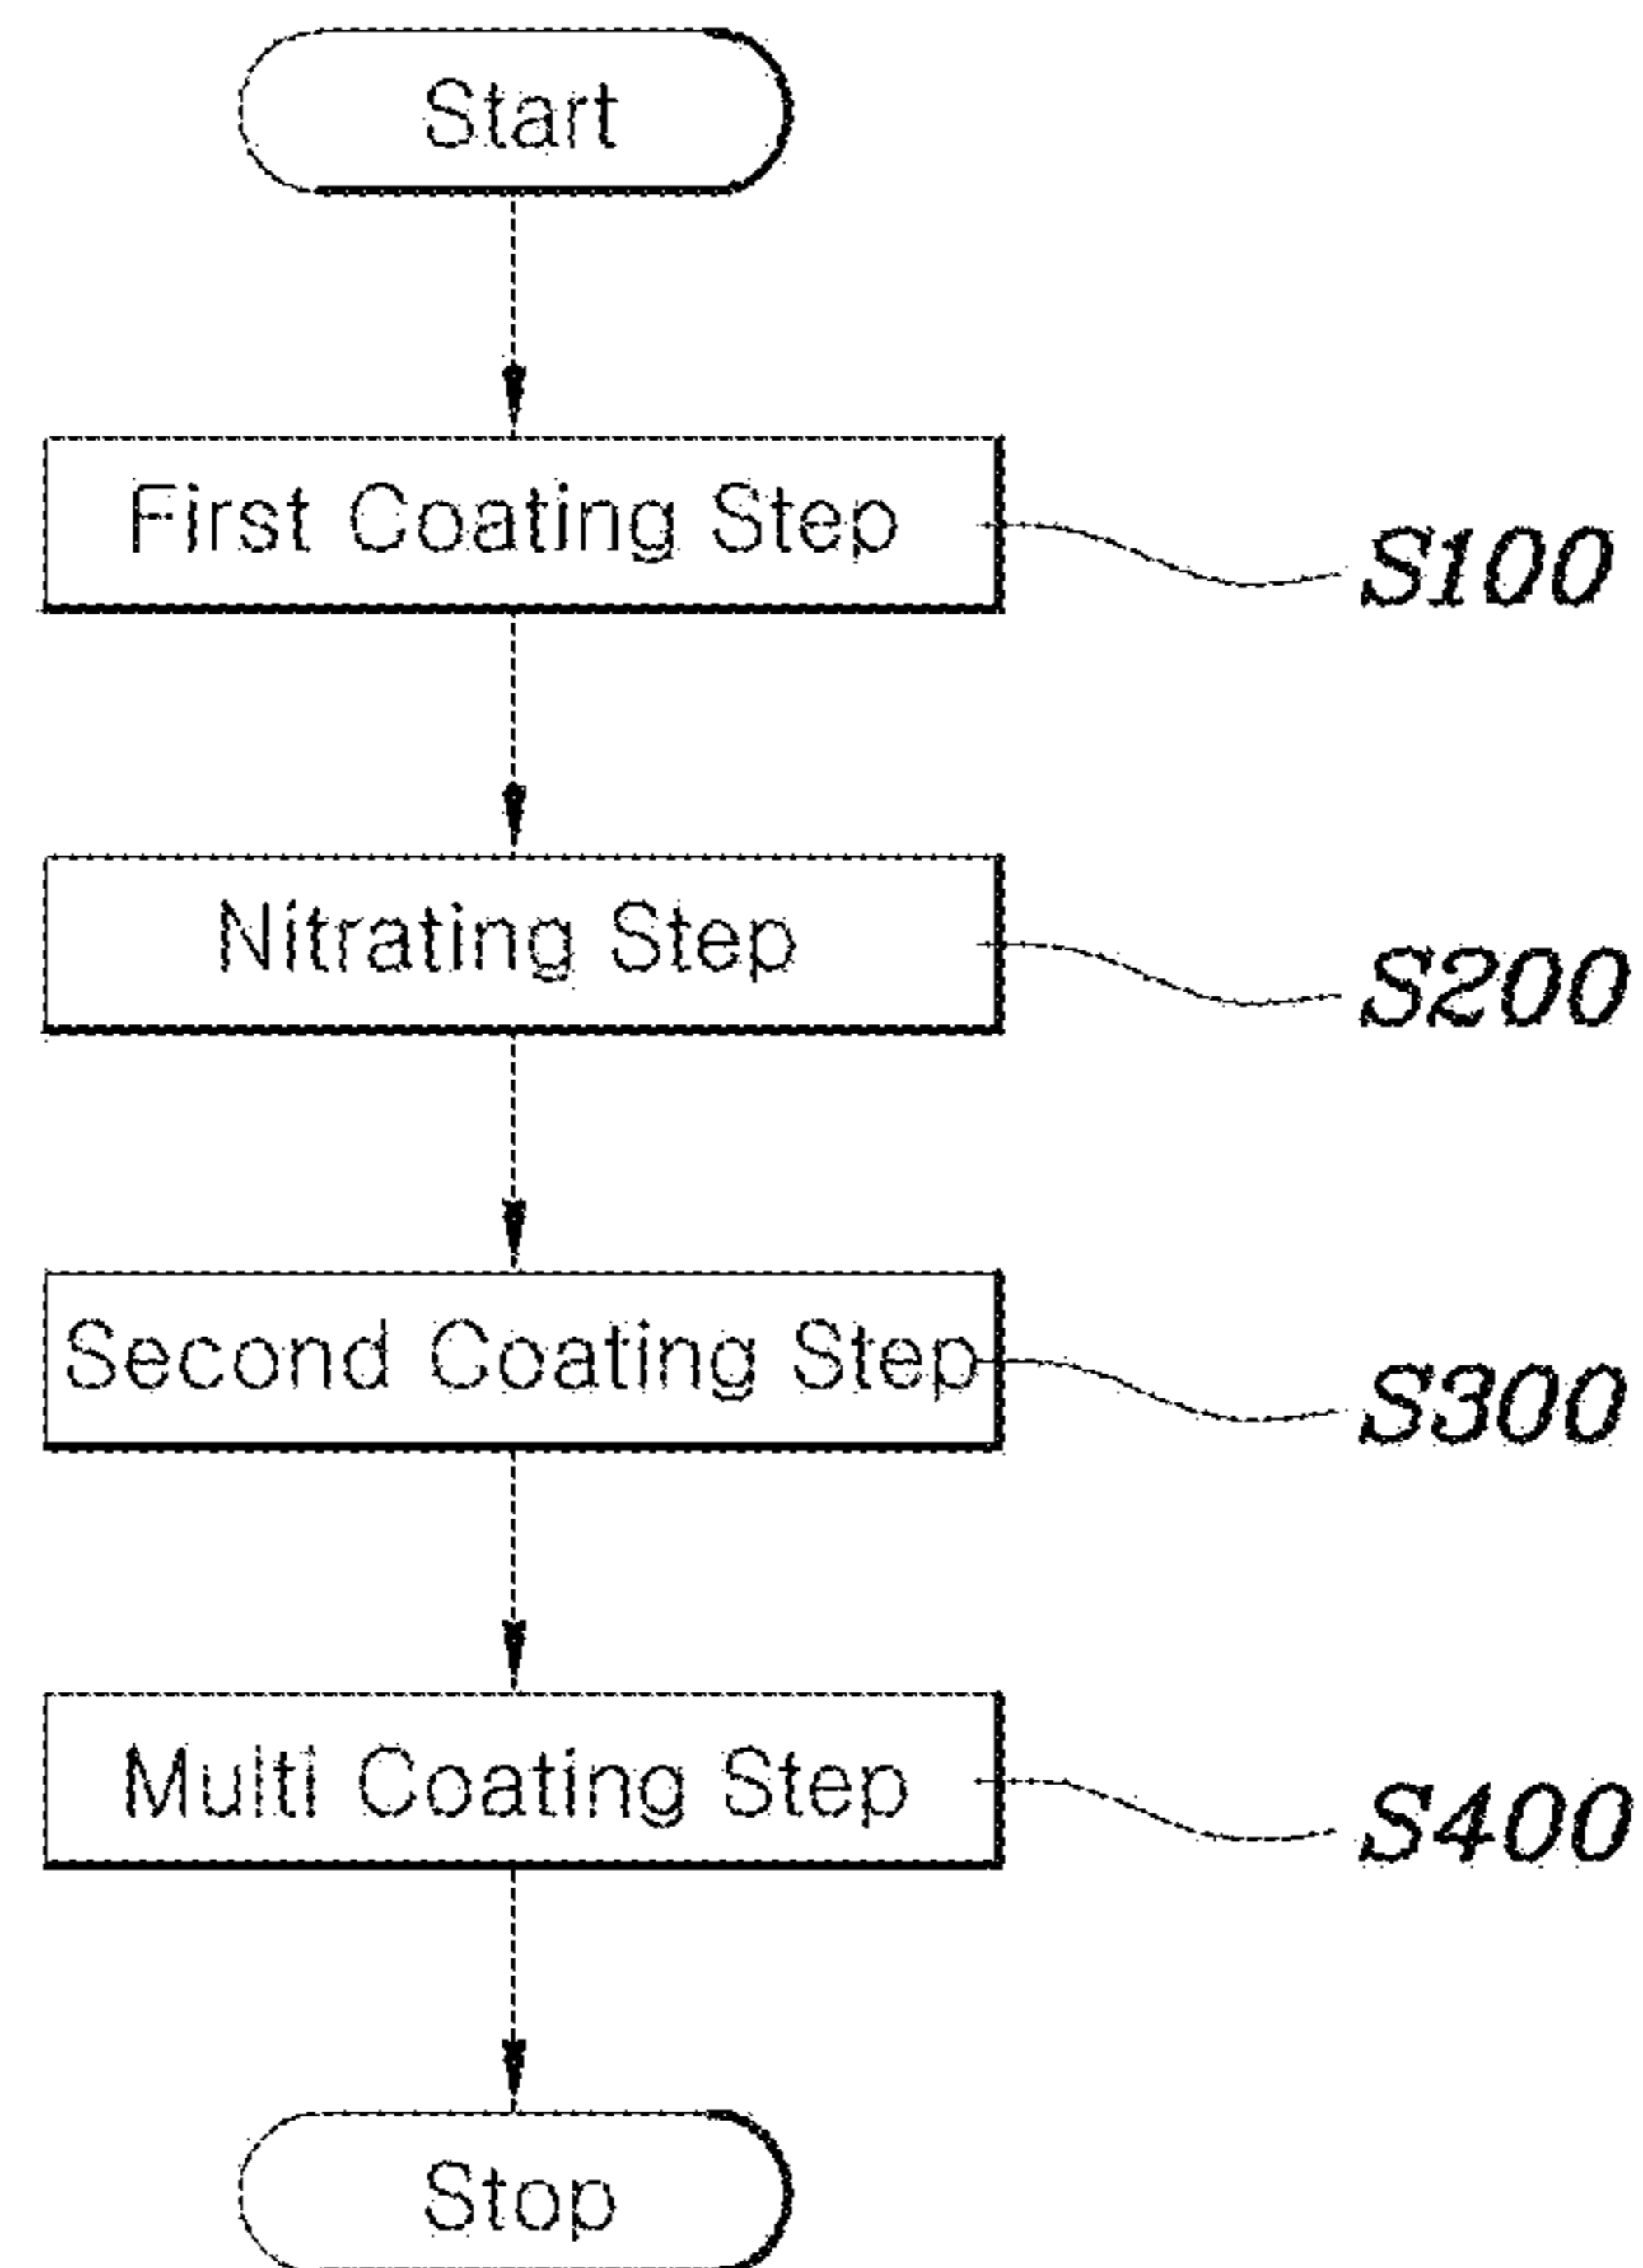 Start
First Coating Step
S100
Nitrating Step
S200
Second Coating Step
S300
Multi Coating Step
S400
Stop